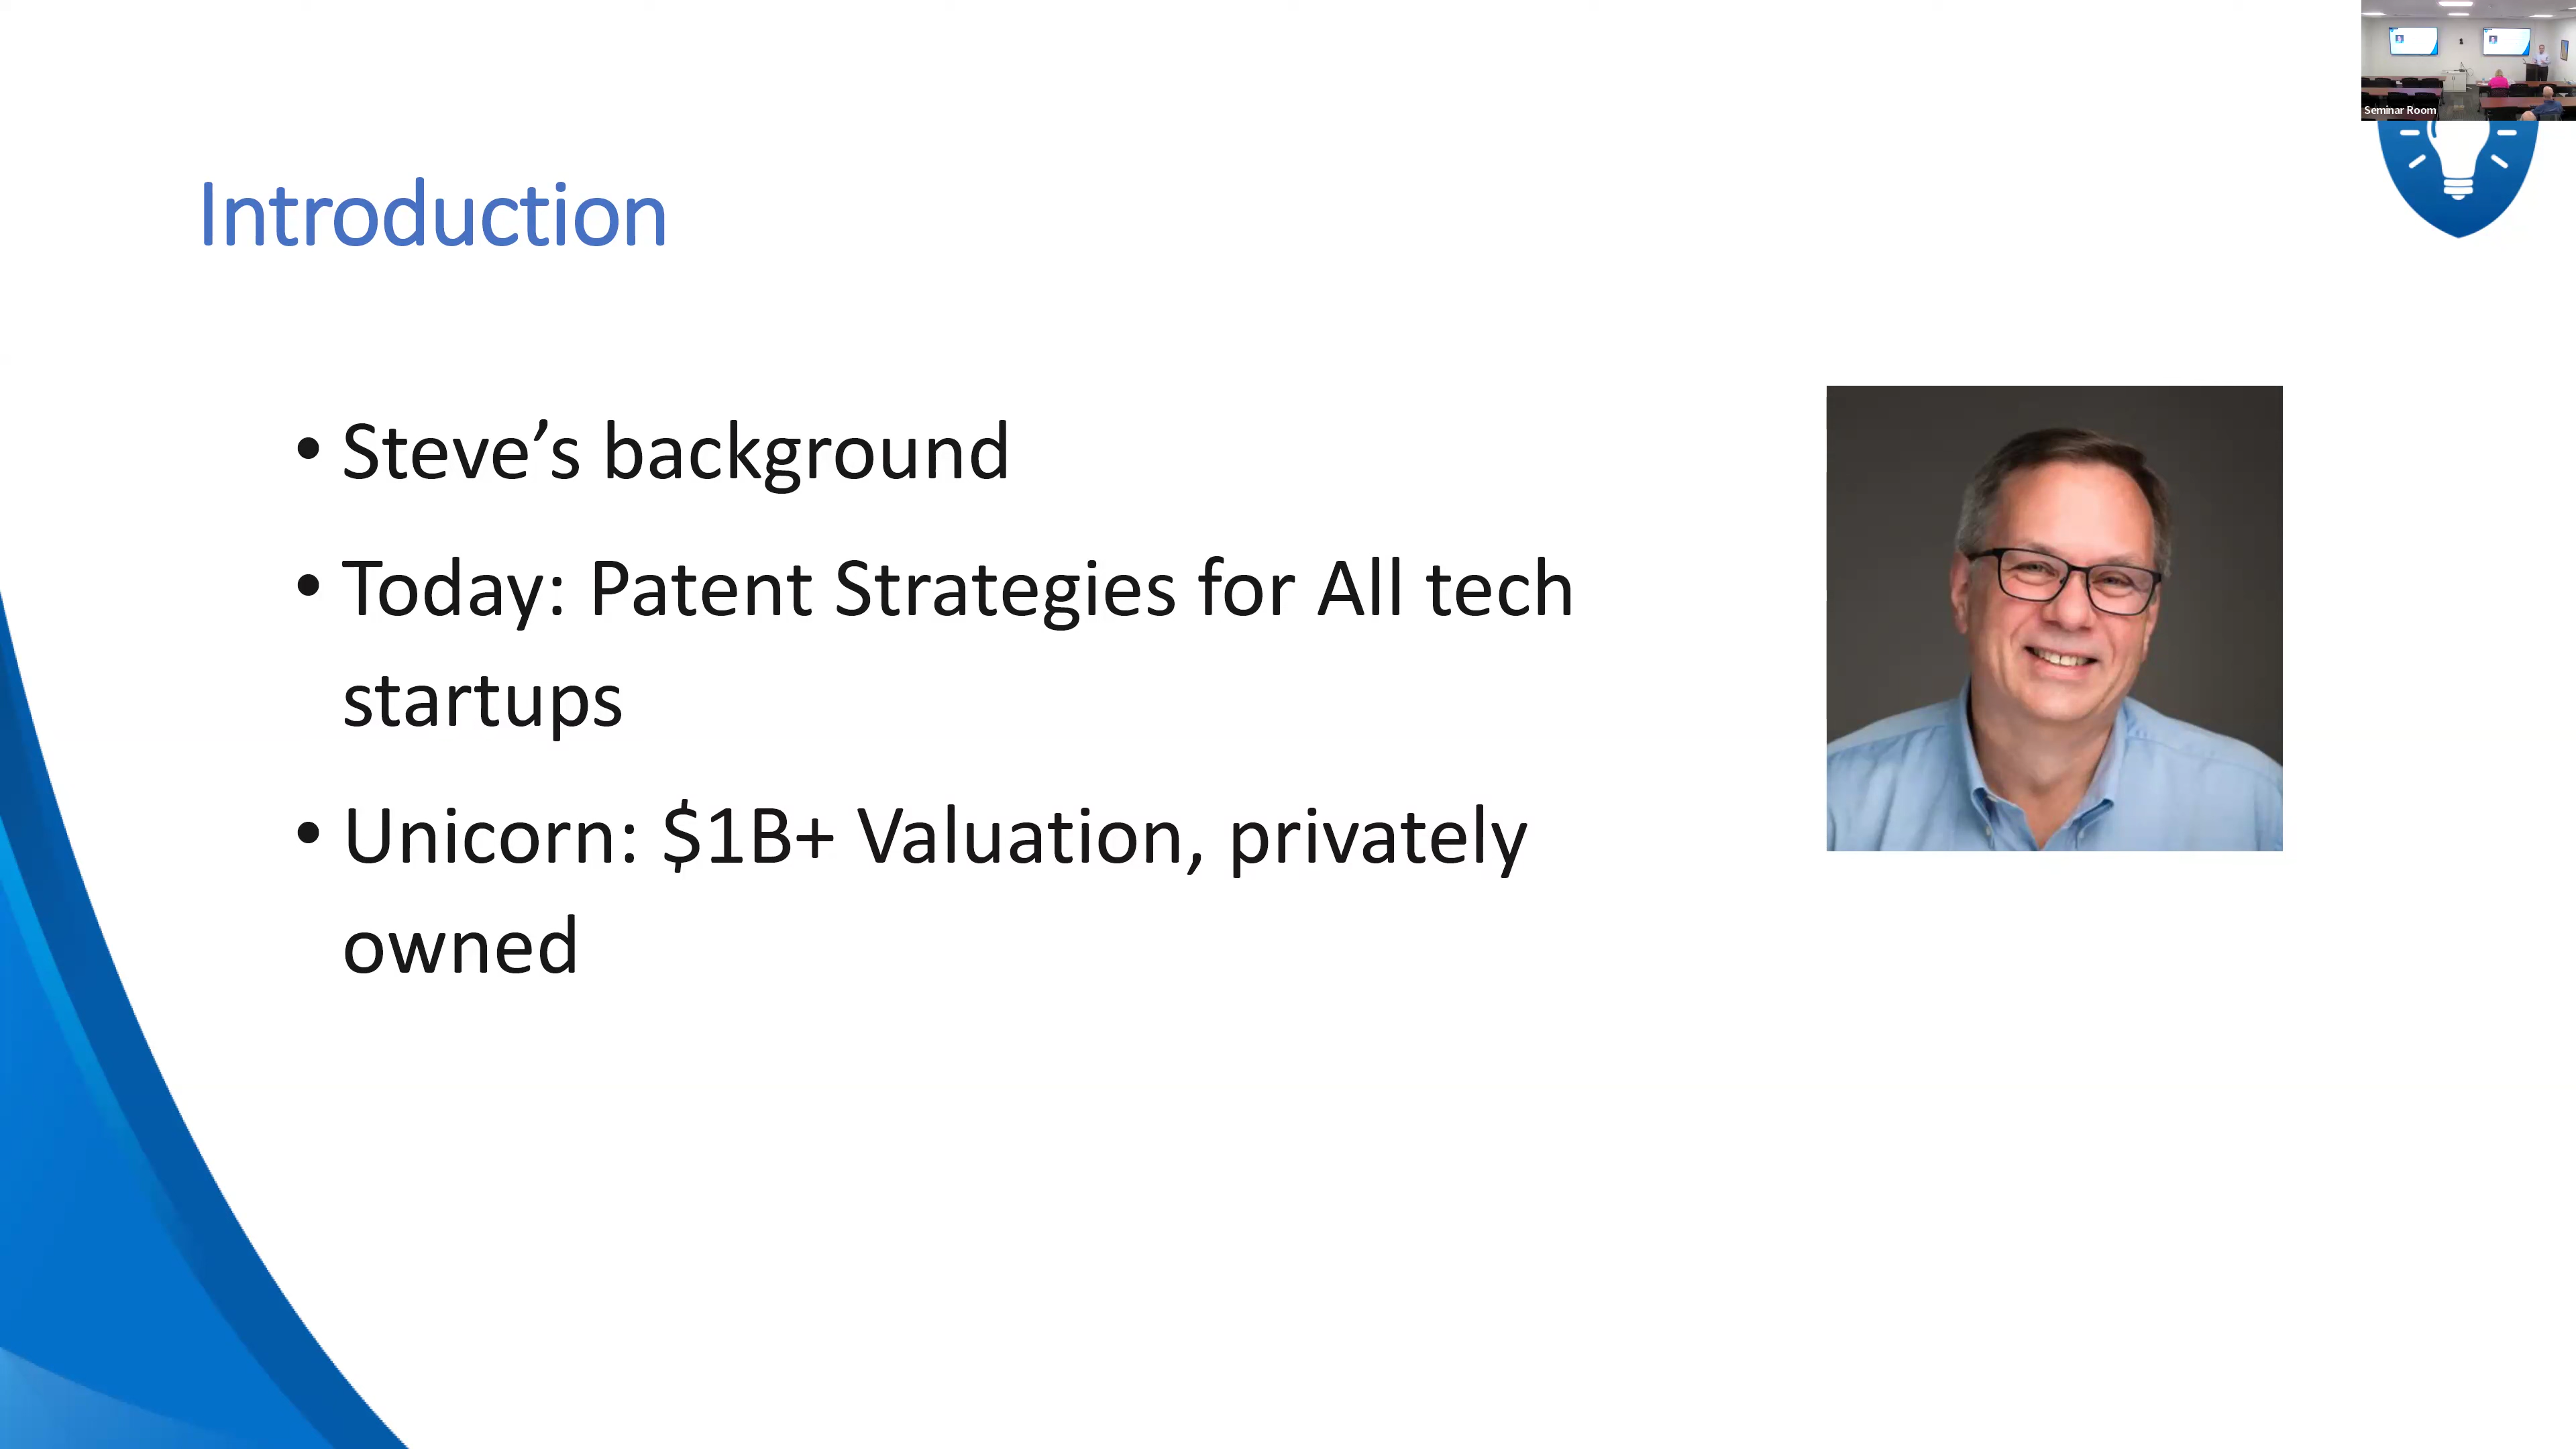 Seminar Room
Introduction
• Steve’s background
• Today: Patent Strategies for All tech
startups
• Unicorn: $1B+ Valuation, privately
owned